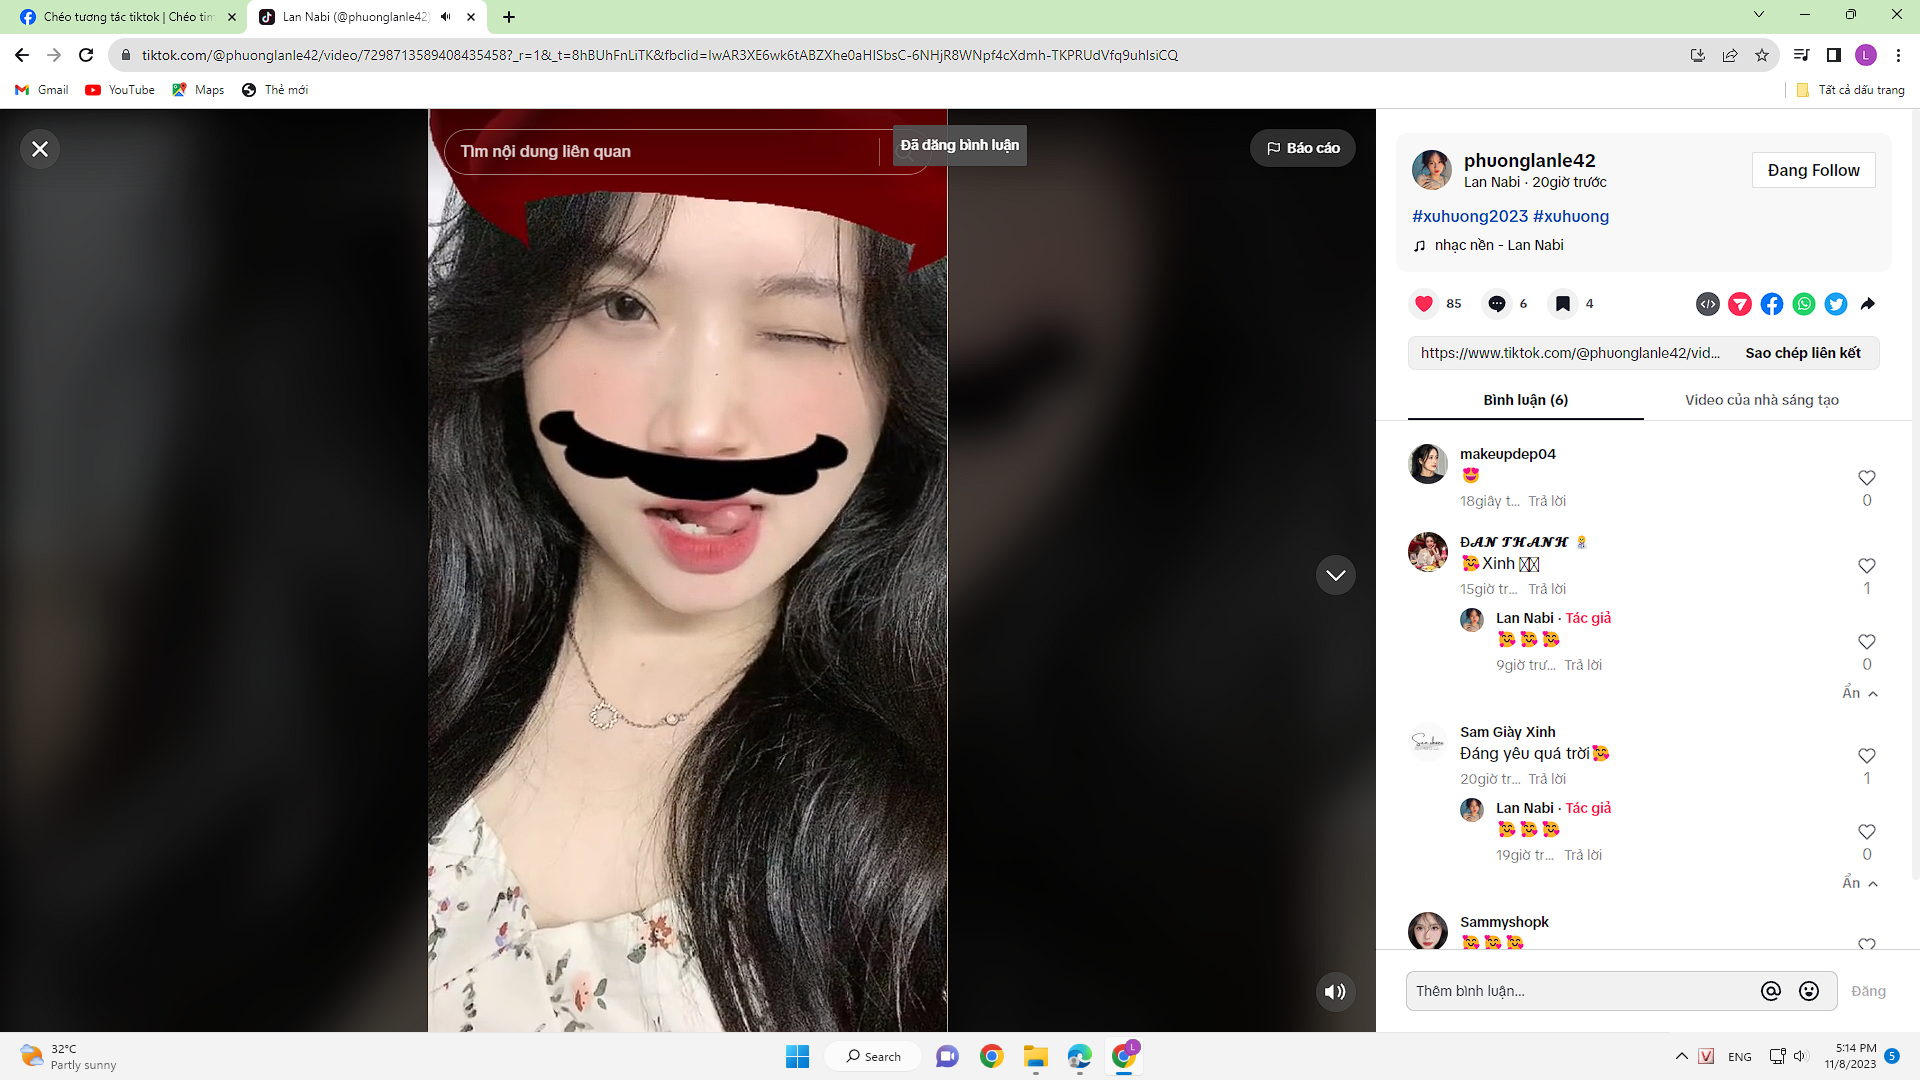 Chéo tương tác tiktok | Chéo tim
Lan Nabi (@phuonglanle42)
tiktok.com/@phuonglanle42/video/7298713589408435458?_r=1&_t=8hBUhFnLiTK&fbclid=IwAR3XE6wk6tABZXhe0aHISbsC-6NHjR8WNpf4cXdmh-TKPRUdVfq9uhlsiCQ
L
Gmail
YouTube
Maps
Thẻ mới
Tất cả dấu trang
Tìm nội dung liên quan
Đã đăng bình luận
Báo cáo
phuonglanle42
Lan Nabi · 20giờ trước
Đang Follow
#xuhuong2023 #xuhuong
nhạc nền - Lan Nabi
85
6
4
https://www.tiktok.com/@phuonglanle42/vid...
Sao chép liên kết
Bình luận (6)
Video của nhà sáng tạo
makeupdep04
😍
18giây t... Trả lời
0
Đ𝑨𝑵 𝑻𝑯𝑨𝑵𝑯
🥰Xinh
15giờ tr... Trả lời
1
Lan Nabi · Tác giả
🥰🥰🥰
9giờ trư... Trả lời
0
Ẩn
Sam Giày Xinh
Đáng yêu quá trời🥰
20giờ tr... Trả lời
1
Lan Nabi · Tác giả
🥰🥰🥰
19giờ tr... Trả lời
0
Ẩn
Sammyshopk
🥰🥰🥰
Thêm bình luận...
Đăng
32°C
Partly sunny
Search
L
V
ENG
5:14 PM
11/8/2023
5